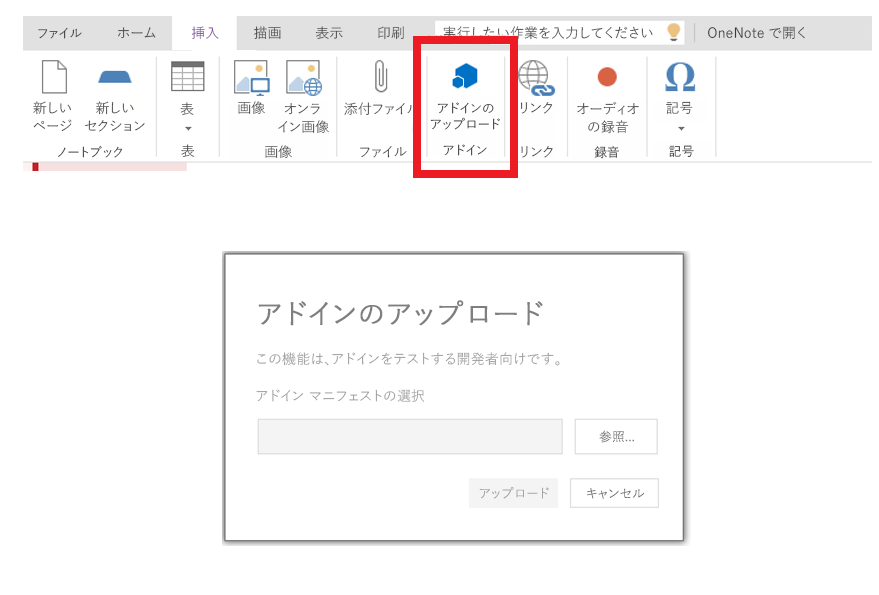 ファイル ホーム 挿入 描画 表示 印刷 実行したい作業を入力してください OneNote で開く
新しい
ページ
新しい
セクション
ノートブック
表
表
画像
オンラ
イン画像
画像
添付ファイル
ファイル
アドインの
アップロード
アドイン
リンク
リンク
オーディオ
の録音
録音
記号
記号
アドインのアップロード
この機能は、アドインをテストする開発者向けです。
アドイン マニフェストの選択
参照...
アップロード キャンセル